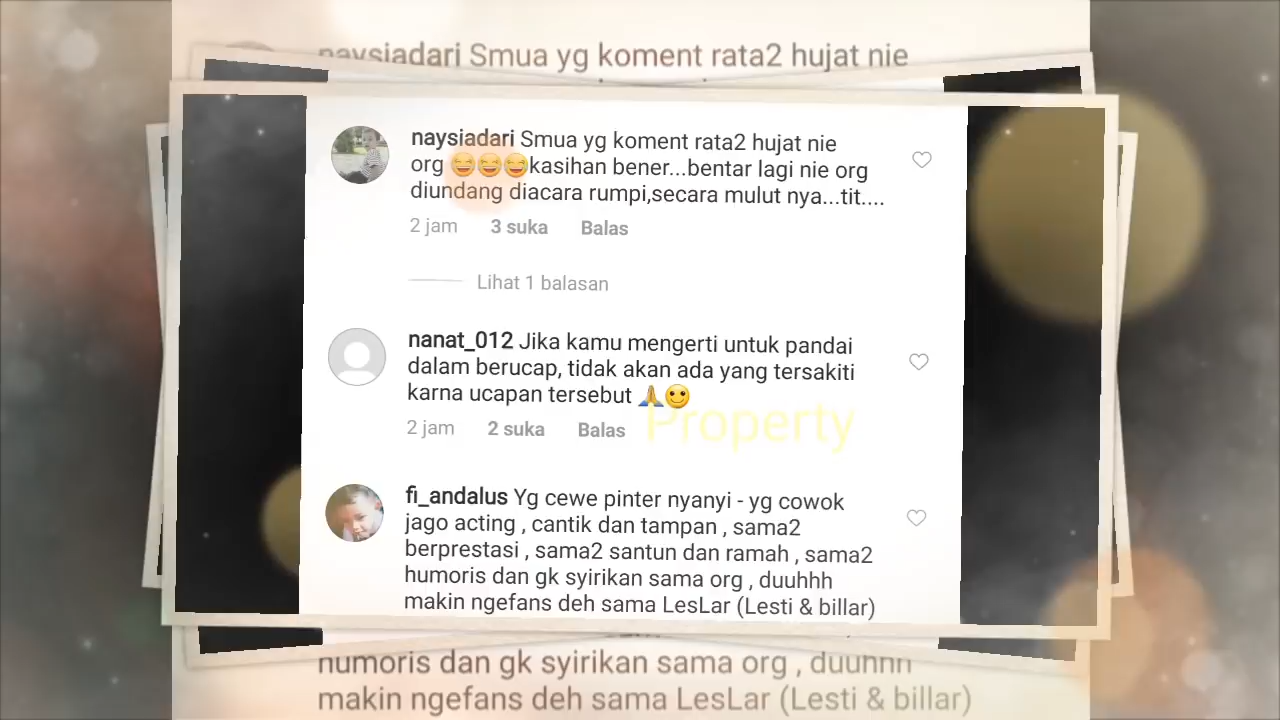 naysiadari Smua yg koment rata2 hujat nie
naysiadari Smua yg koment rata2 hujat nie
org 😆😆😆kasihan bener...bentar lagi nie org
diundang diacara rumpi,secara mulut nya...tit....
2 jam 3 suka Balas
Lihat 1 balasan
nanat_012 Jika kamu mengerti untuk pandai
dalam berucap, tidak akan ada yang tersakiti
karna ucapan tersebut 🙏🙂
2 jam 2 suka Balas
Property
fi_andalus Yg cewe pinter nyanyi - yg cowok
jago acting , cantik dan tampan , sama2
berprestasi , sama2 santun dan ramah , sama2
humoris dan gk syirikan sama org , duuhhh
makin ngefans deh sama LesLar (Lesti & billar)
humoris dan gk syirikan sama org , duuhhh
makin ngefans deh sama LesLar (Lesti & billar)